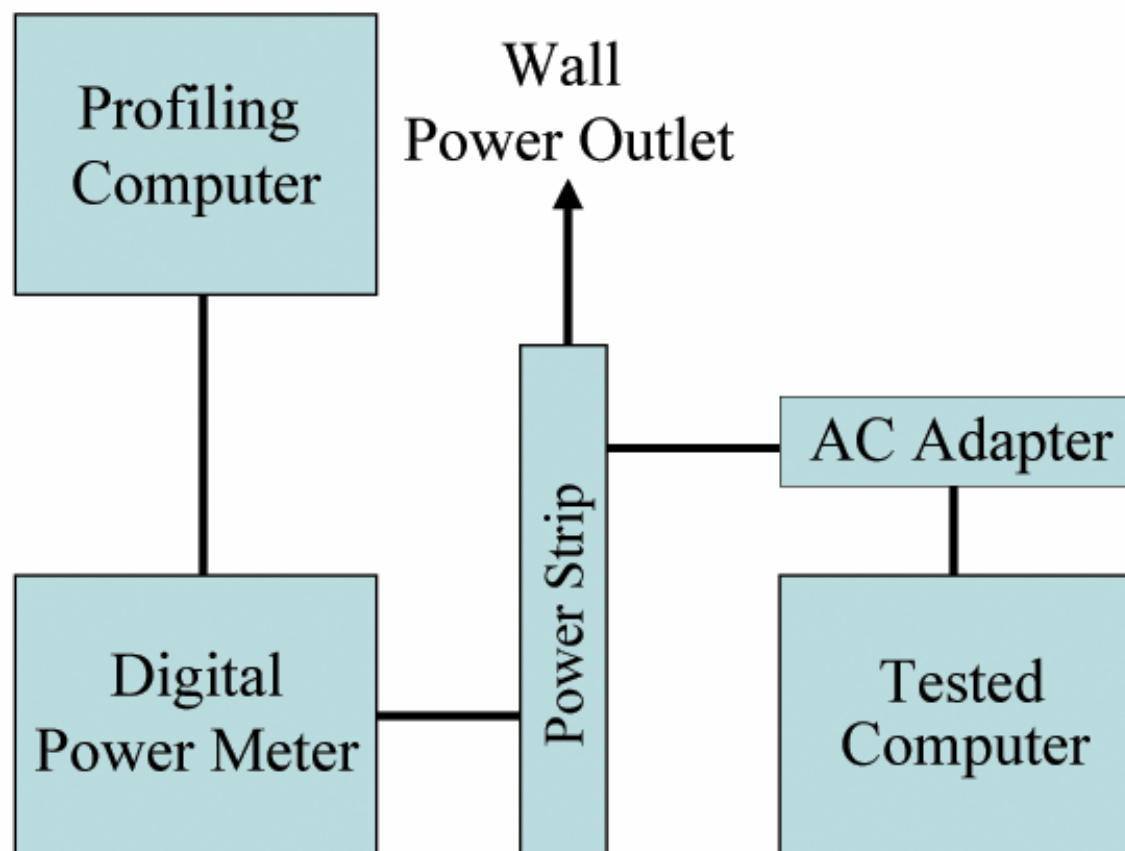 Profiling
Computer
Wall
Power Outlet
AC Adapter
Power Strip
Digital
Power Meter
Tested
Computer